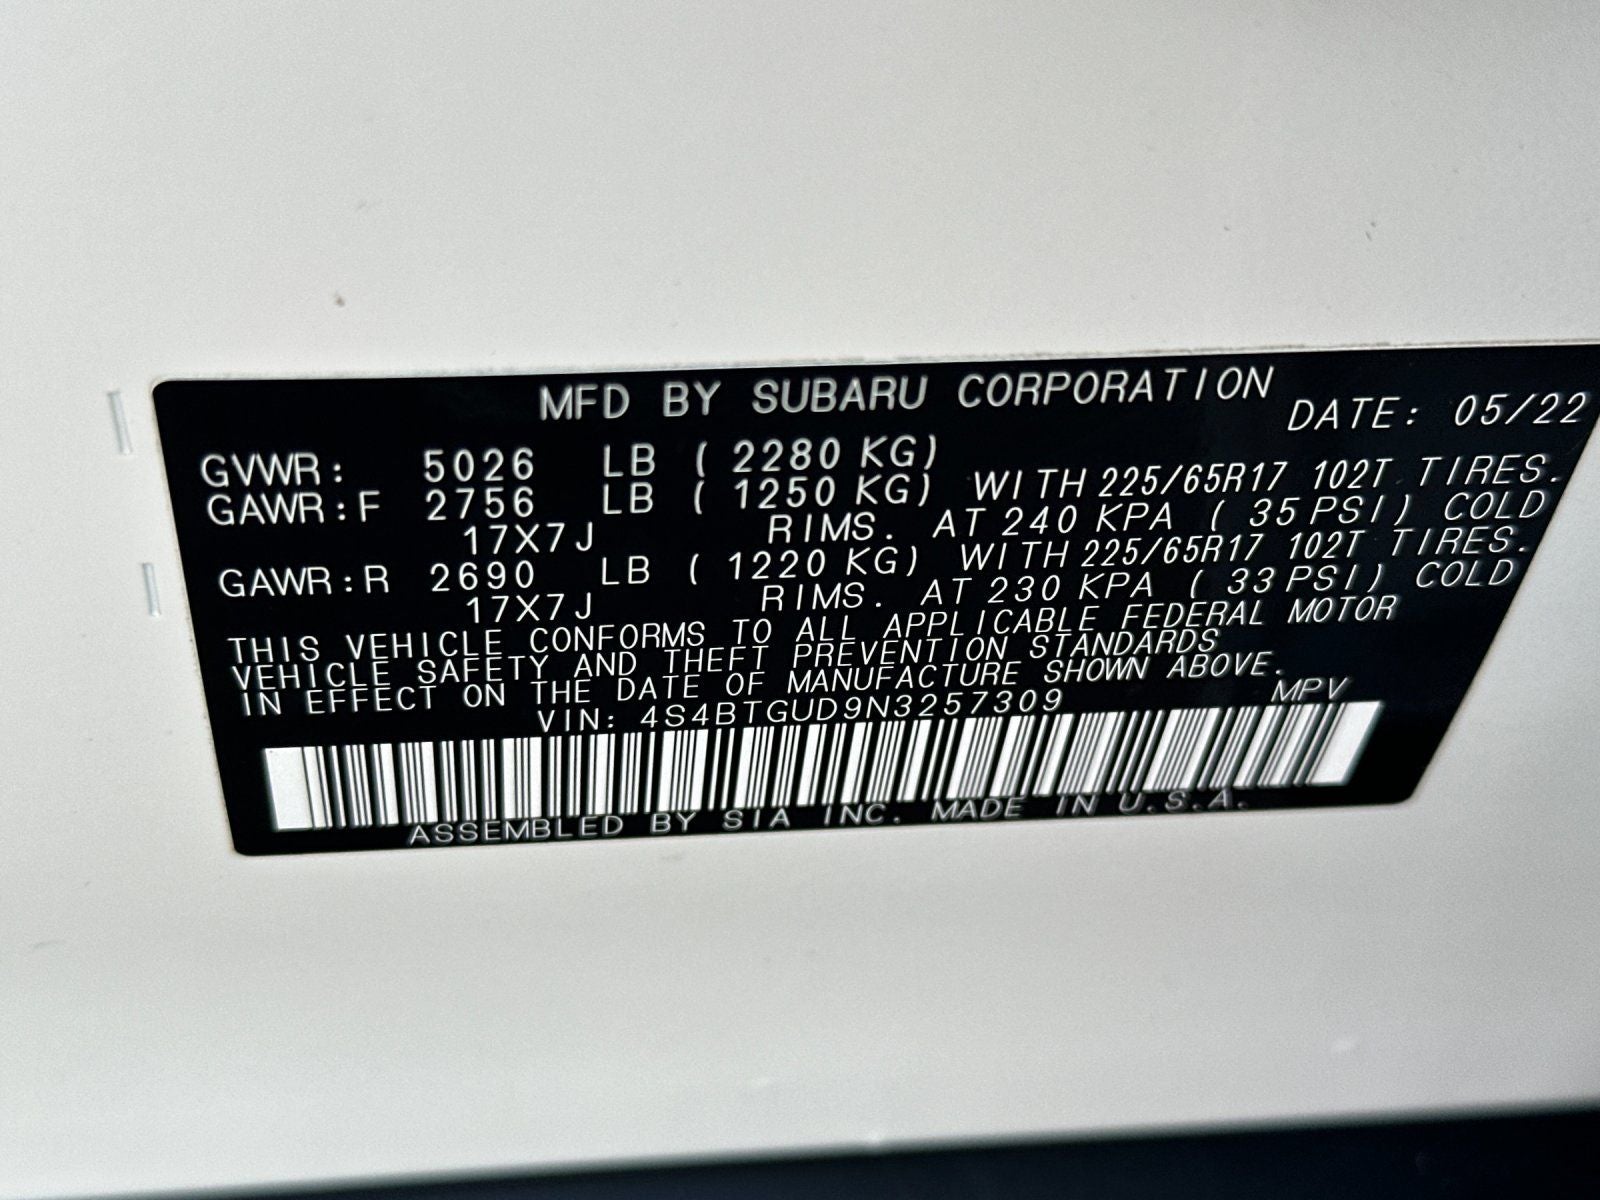 MFD BY SUBARU CORPORATION
DATE: 05/22
GVWR: 5026 LB ( 2280 KG)
GAWR:F 2756 LB ( 1250 KG) WITH 225/65R17 102T TIRES.
17X7J RIMS. AT 240 KPA ( 35 PSI) COLD
GAWR:R 2690 LB ( 1220 KG) WITH 225/65R17 102T TIRES.
17X7J RIMS. AT 230 KPA ( 33 PSI) COLD
THIS VEHICLE CONFORMS TO ALL APPLICABLE FEDERAL MOTOR
VEHICLE SAFETY AND THEFT PREVENTION STANDARDS
IN EFFECT ON THE DATE OF MANUFACTURE SHOWN ABOVE.
VIN: 4S4BTGUD9N3257309 MPV
ASSEMBLED BY SIA INC. MADE IN U.S.A.